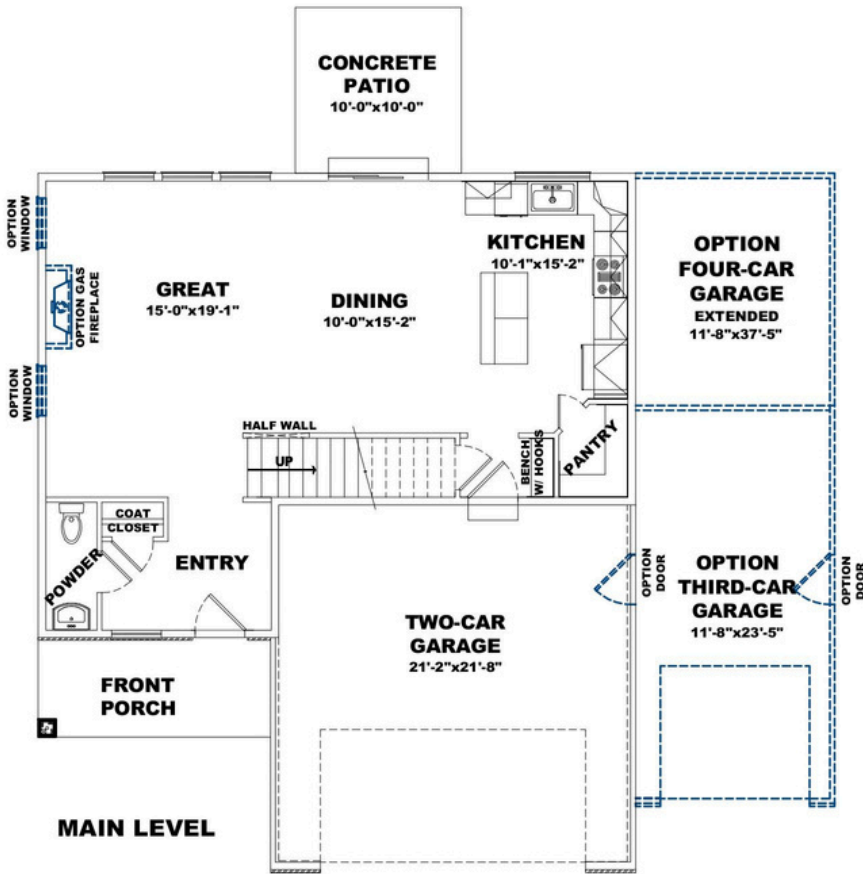 CONCRETE
PATIO
10'-0"x10'-0"
OPTION
WINDOW
OPTION GAS
FIREPLACE
OPTION
WINDOW
GREAT
15'-0"x19'-1"
DINING
10'-0"x15'-2"
KITCHEN
10'-1"x15'-2"
OPTION
FOUR-CAR
GARAGE
EXTENDED
11'-8"x37'-5"
HALF WALL
UP
BENCH
W/ HOOKS
PANTRY
COAT
CLOSET
POWDER
ENTRY
TWO-CAR
GARAGE
21'-2"x21'-8"
OPTION
DOOR
OPTION
THIRD-CAR
GARAGE
11'-8"x23'-5"
OPTION
DOOR
FRONT
PORCH
MAIN LEVEL